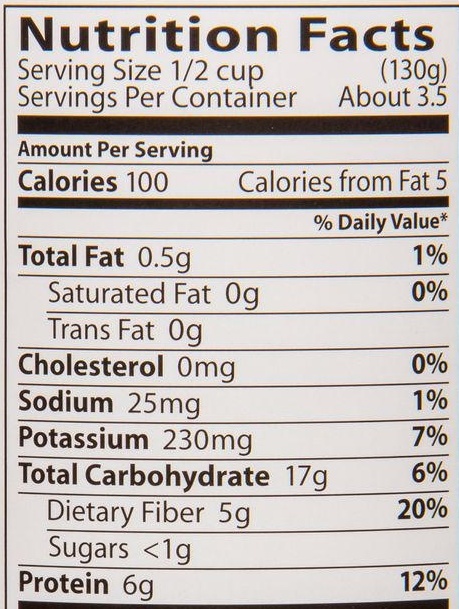 Nutrition Facts
Serving Size 1/2 cup (130g)
Servings Per Container About 3.5
Amount Per Serving
Calories 100 Calories from Fat 5
% Daily Value*
Total Fat 0.5g 1%
Saturated Fat 0g 0%
Trans Fat 0g
Cholesterol 0mg 0%
Sodium 25mg 1%
Potassium 230mg 7%
Total Carbohydrate 17g 6%
Dietary Fiber 5g 20%
Sugars <1g
Protein 6g 12%